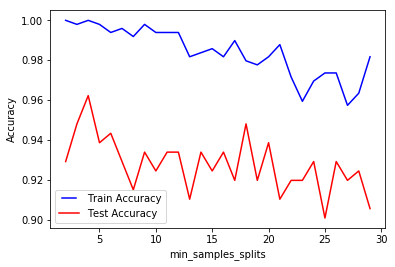 1.00
0.98
0.96
0.94
0.92
0.90
Accuracy
Train Accuracy
Test Accuracy
5 10 15 20 25 30
min_samples_splits